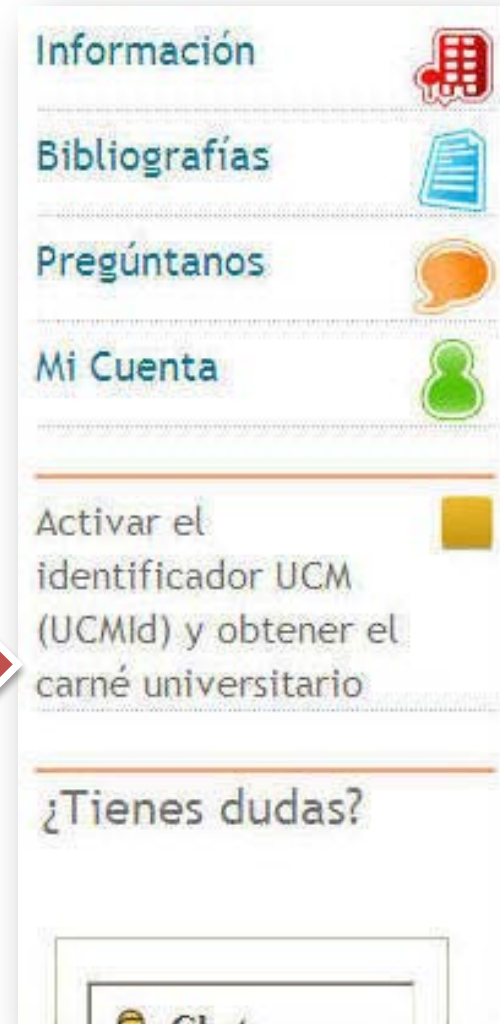 Información
Bibliografías
Pregúntanos
Mi Cuenta
Activar el
identificador UCM
(UCMId) y obtener el
carné universitario
¿Tienes dudas?